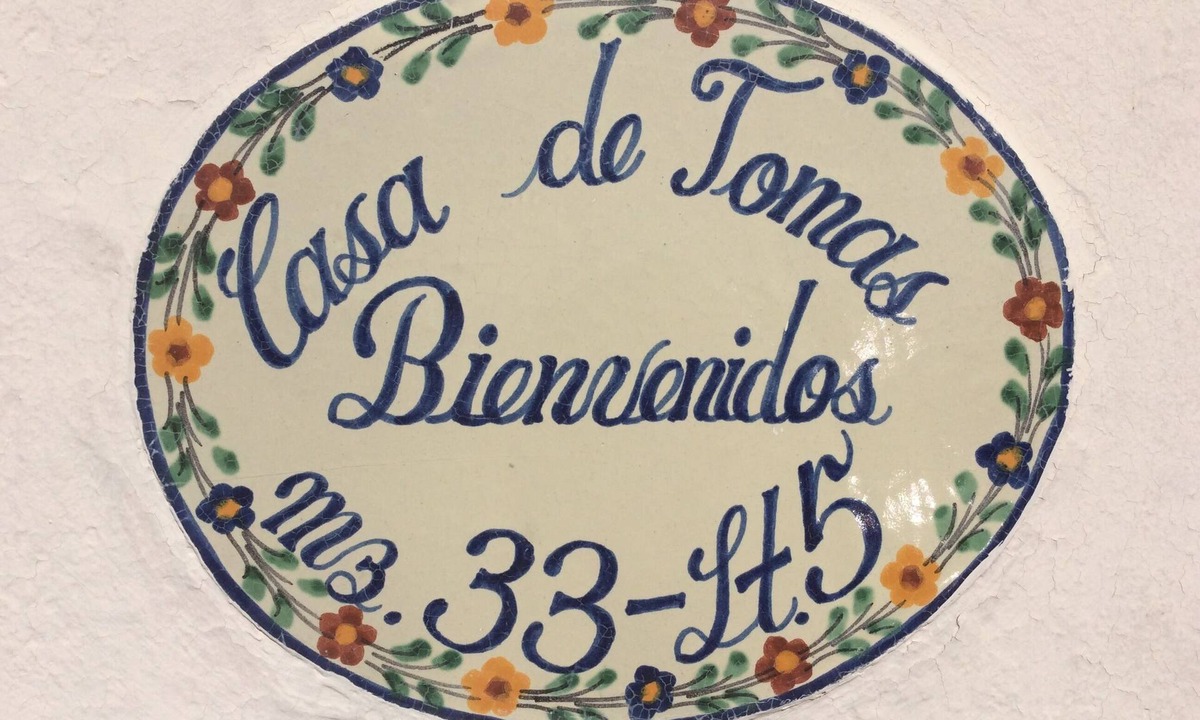 Casa de Tomas
Bienvenidos
Mz. 33-Lt. 5